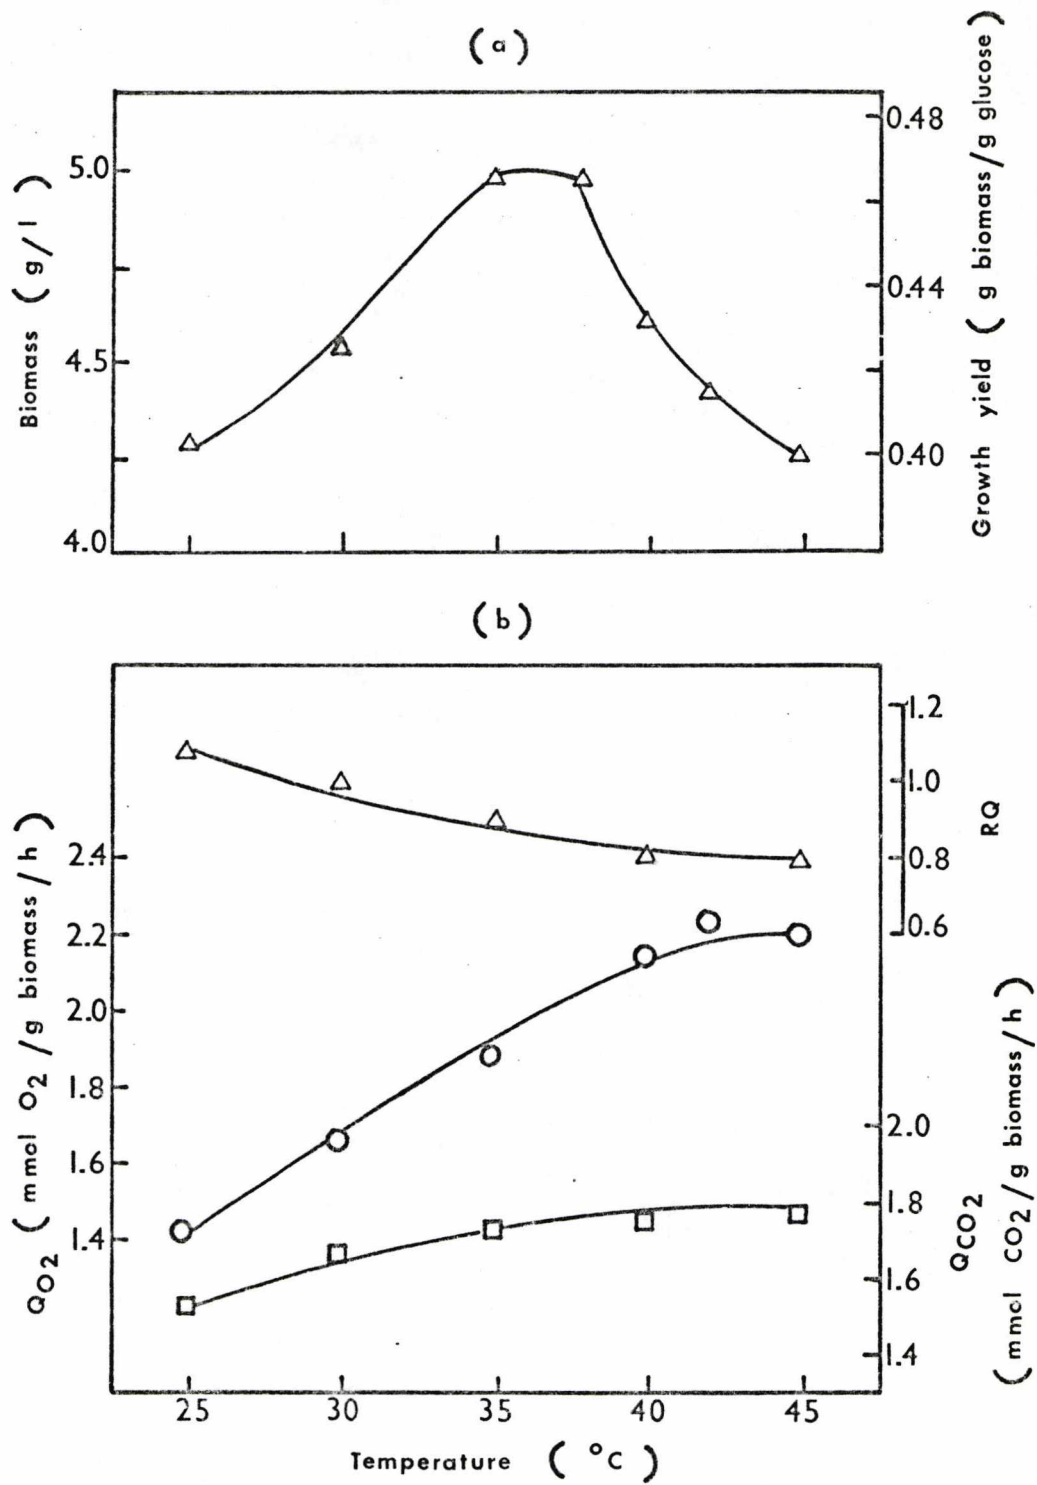 (a)
Biomass (g/l)
5.0
4.5
4.0
0.48
0.44
0.40
Growth yield (g biomass/g glucose)
(b)
QO2 (mmol O2/g biomass/h)
2.4
2.2
2.0
1.8
1.6
1.4
1.2
1.0
0.8
0.6
RQ
2.0
1.8
1.6
1.4
QCO2
(mmol CO2/g biomass/h)
25 30 35 40 45
Temperature (°C)